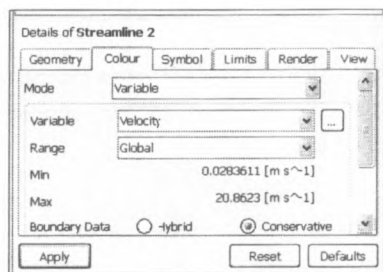 Details of Streamline 2
Geometry Colour Symbol Limits Render View
Mode Variable
Variable Velocity ...
Range Global
Min 0.0283611 [m s^-1]
Max 20.8623 [m s^-1]
Boundary Data Hybrid Conservative
Apply Reset Defaults